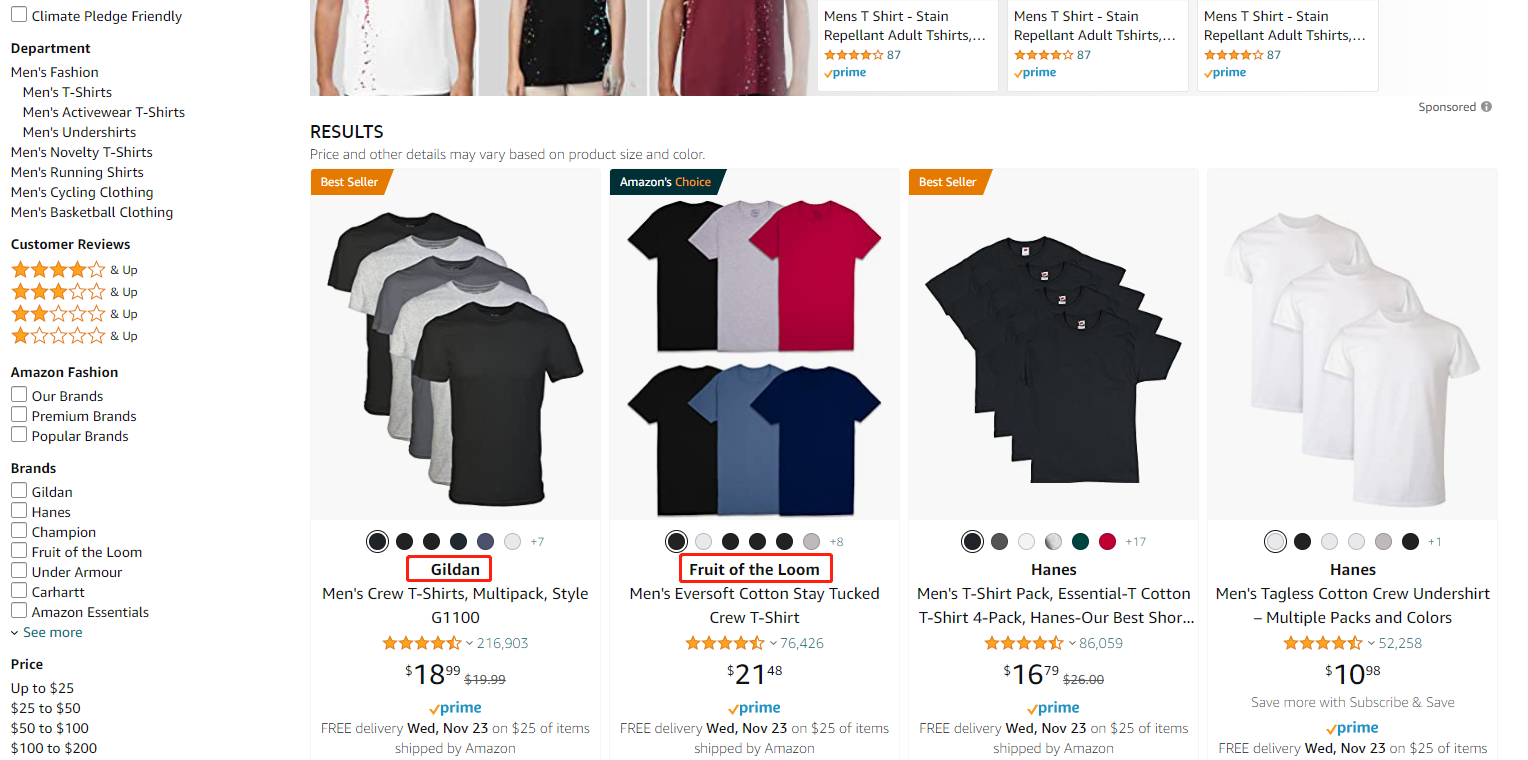 Climate Pledge Friendly
Department
Men's Fashion
Men's T-Shirts
Men's Activewear T-Shirts
Men's Undershirts
Men's Novelty T-Shirts
Men's Running Shirts
Men's Cycling Clothing
Men's Basketball Clothing
Customer Reviews
& Up
& Up
& Up
& Up
Amazon Fashion
Our Brands
Premium Brands
Popular Brands
Brands
Gildan
Hanes
Champion
Fruit of the Loom
Under Armour
Carhartt
Amazon Essentials
See more
Price
Up to $25
$25 to $50
$50 to $100
$100 to $200
Mens T Shirt - Stain
Repellant Adult Tshirts,...
87
prime
Mens T Shirt - Stain
Repellant Adult Tshirts,...
87
prime
Mens T Shirt - Stain
Repellant Adult Tshirts,...
87
prime
Sponsored
RESULTS
Price and other details may vary based on product size and color.
Best Seller
+7
Gildan
Men's Crew T-Shirts, Multipack, Style
G1100
216,903
$18.99 $19.99
prime
FREE delivery Wed, Nov 23 on $25 of items
shipped by Amazon
Amazon's Choice
+8
Fruit of the Loom
Men's Eversoft Cotton Stay Tucked
Crew T-Shirt
76,426
$21.48
prime
FREE delivery Wed, Nov 23 on $25 of items
shipped by Amazon
Best Seller
+17
Hanes
Men's T-Shirt Pack, Essential-T Cotton
T-Shirt 4-Pack, Hanes-Our Best Shor...
86,059
$16.79 $26.00
prime
FREE delivery Wed, Nov 23 on $25 of items
shipped by Amazon
+1
Hanes
Men's Tagless Cotton Crew Undershirt
– Multiple Packs and Colors
52,258
$10.98
Save more with Subscribe & Save
prime
FREE delivery Wed, Nov 23 on $25 of items